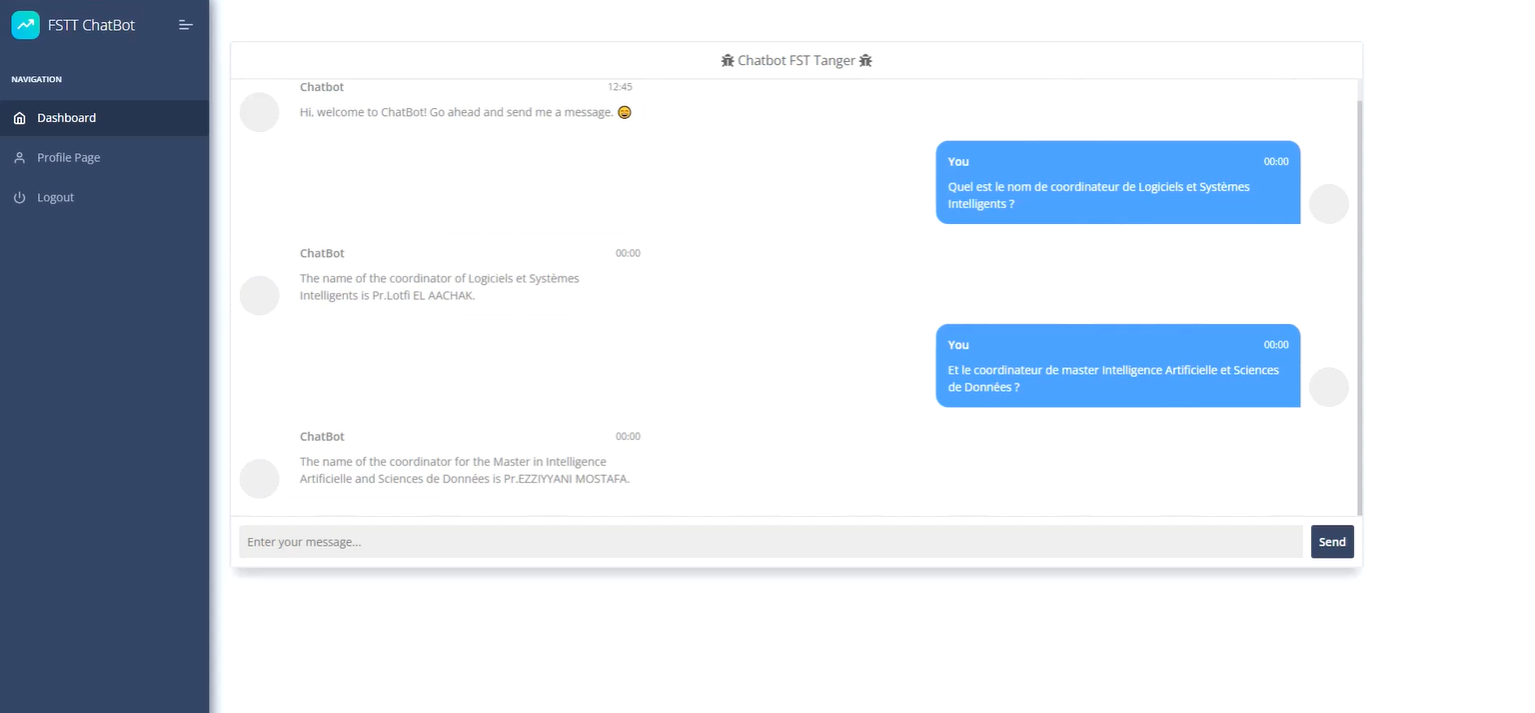 FSTT ChatBot
NAVIGATION
Dashboard
Profile Page
Logout
Chatbot FST Tanger
Chatbot 12:45
Hi, welcome to ChatBot! Go ahead and send me a message. 😄
You 00:00
Quel est le nom de coordinateur de Logiciels et Systèmes
Intelligents ?
ChatBot 00:00
The name of the coordinator of Logiciels et Systèmes
Intelligents is Pr.Lotfi EL AACHAK.
You 00:00
Et le coordinateur de master Intelligence Artificielle et Sciences
de Données ?
ChatBot 00:00
The name of the coordinator for the Master in Intelligence
Artificielle and Sciences de Données is Pr.EZZIYYANI MOSTAFA.
Enter your message...
Send